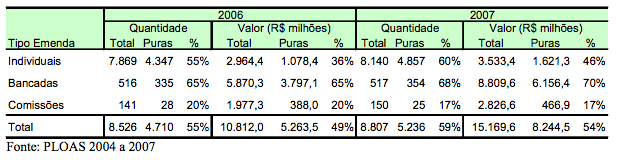 2006 2007
Quantidade Valor (R$ milhões) Quantidade Valor (R$ milhões)
Tipo Emenda Total Puras % Total Puras % Total Puras % Total Puras %
Individuais 7.869 4.347 55% 2.964,4 1.078,4 36% 8.140 4.857 60% 3.533,4 1.621,3 46%
Bancadas 516 335 65% 5.870,3 3.797,1 65% 517 354 68% 8.809,6 6.156,4 70%
Comissões 141 28 20% 1.977,3 388,0 20% 150 25 17% 2.826,6 466,9 17%
Total 8.526 4.710 55% 10.812,0 5.263,5 49% 8.807 5.236 59% 15.169,6 8.244,5 54%
Fonte: PLOAS 2004 a 2007